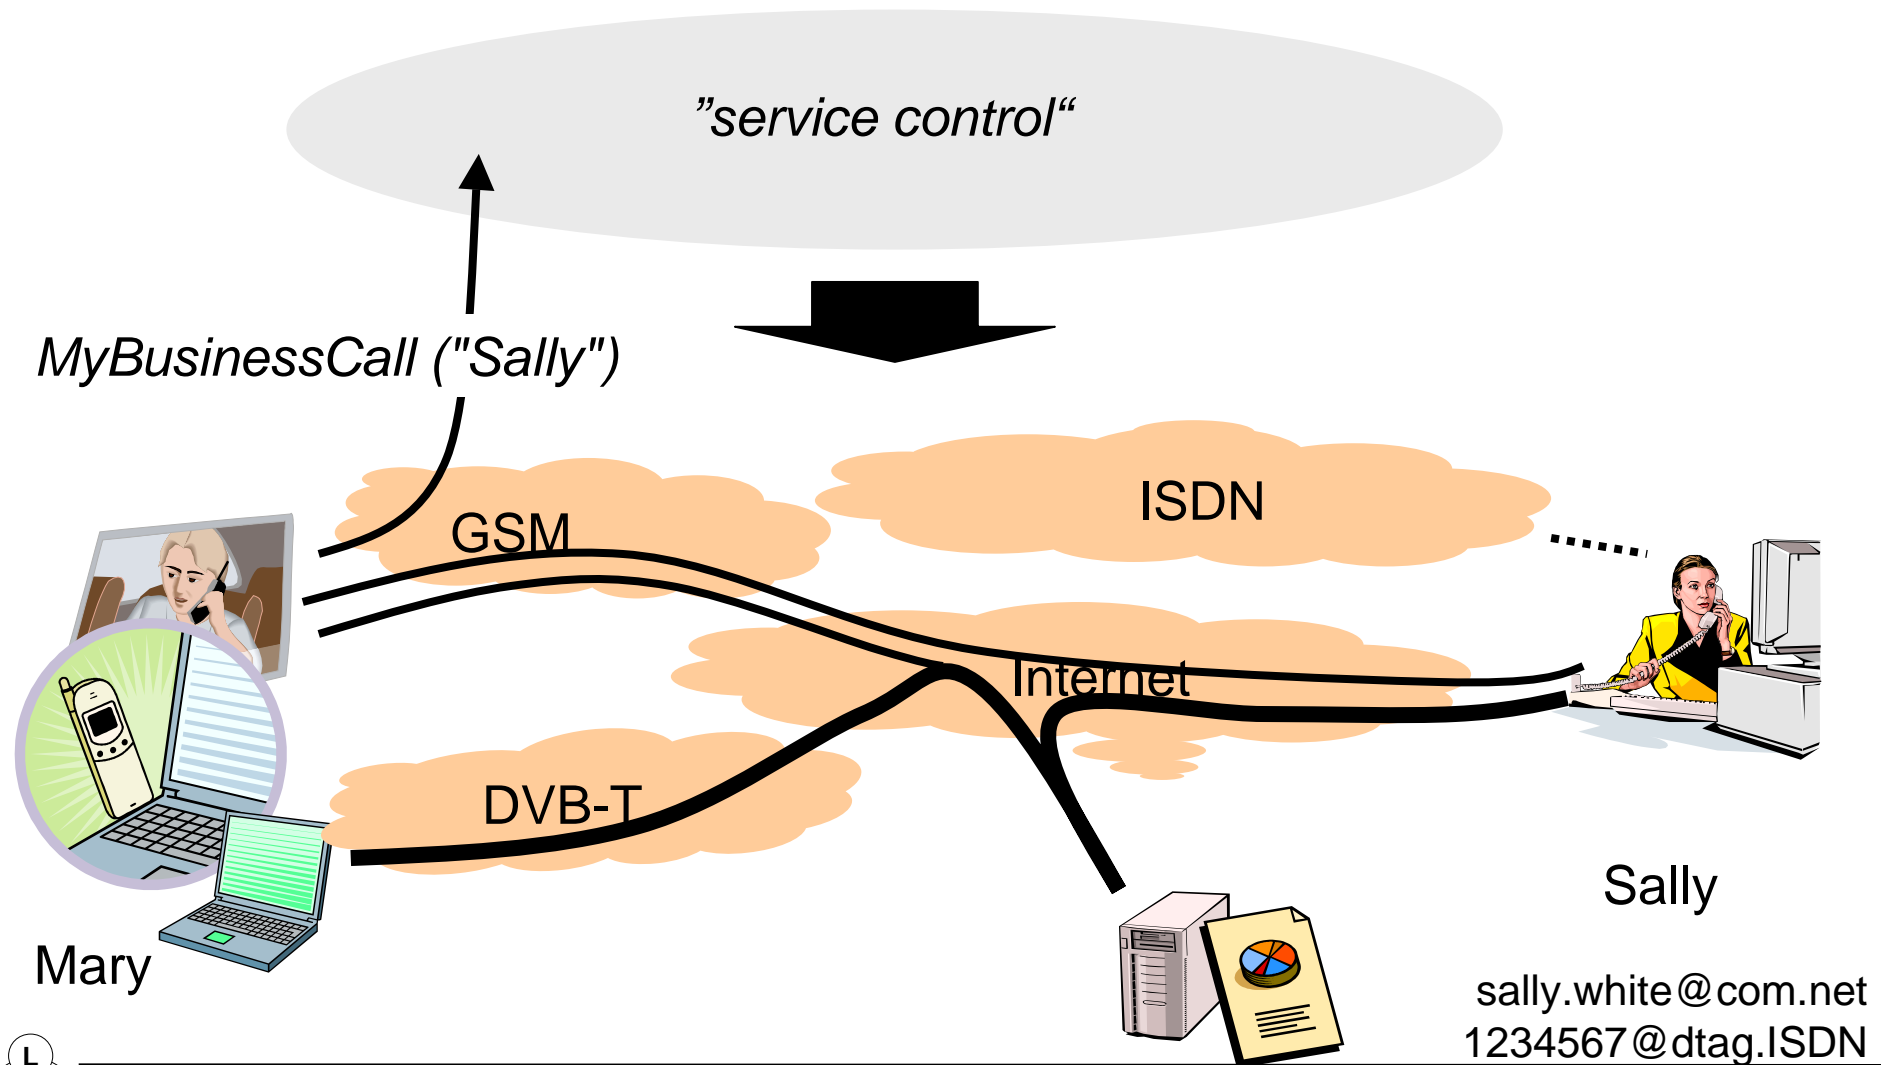 ”service control“
MyBusinessCall ("Sally")
ISDN
GSM
Internet
DVB-T
Sally
Mary
sally.white@com.net
1234567@dtag.ISDN
L